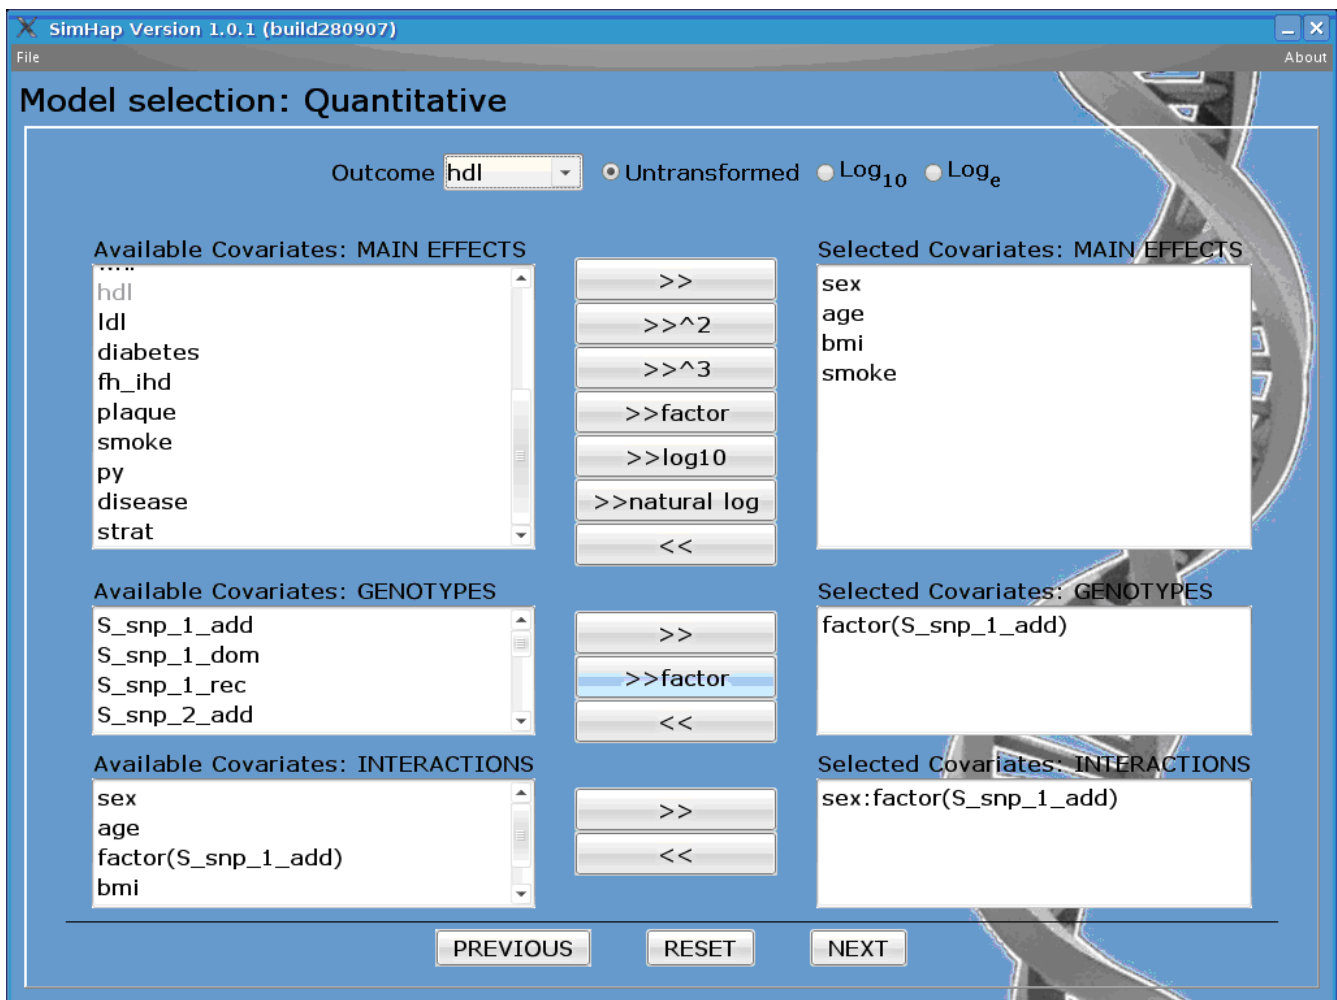 SimHap Version 1.0.1 (build280907)
File About
Model selection: Quantitative
Outcome hdl Untransformed Log10 Loge
Available Covariates: MAIN EFFECTS
hdl
ldl
diabetes
fh_ihd
plaque
smoke
py
disease
strat
>>
>>^2
>>^3
>>factor
>>log10
>>natural log
<<
Selected Covariates: MAIN EFFECTS
sex
age
bmi
smoke
Available Covariates: GENOTYPES
S_snp_1_add
S_snp_1_dom
S_snp_1_rec
S_snp_2_add
>>
>>factor
<<
Selected Covariates: GENOTYPES
factor(S_snp_1_add)
Available Covariates: INTERACTIONS
sex
age
factor(S_snp_1_add)
bmi
>>
<<
Selected Covariates: INTERACTIONS
sex:factor(S_snp_1_add)
PREVIOUS RESET NEXT